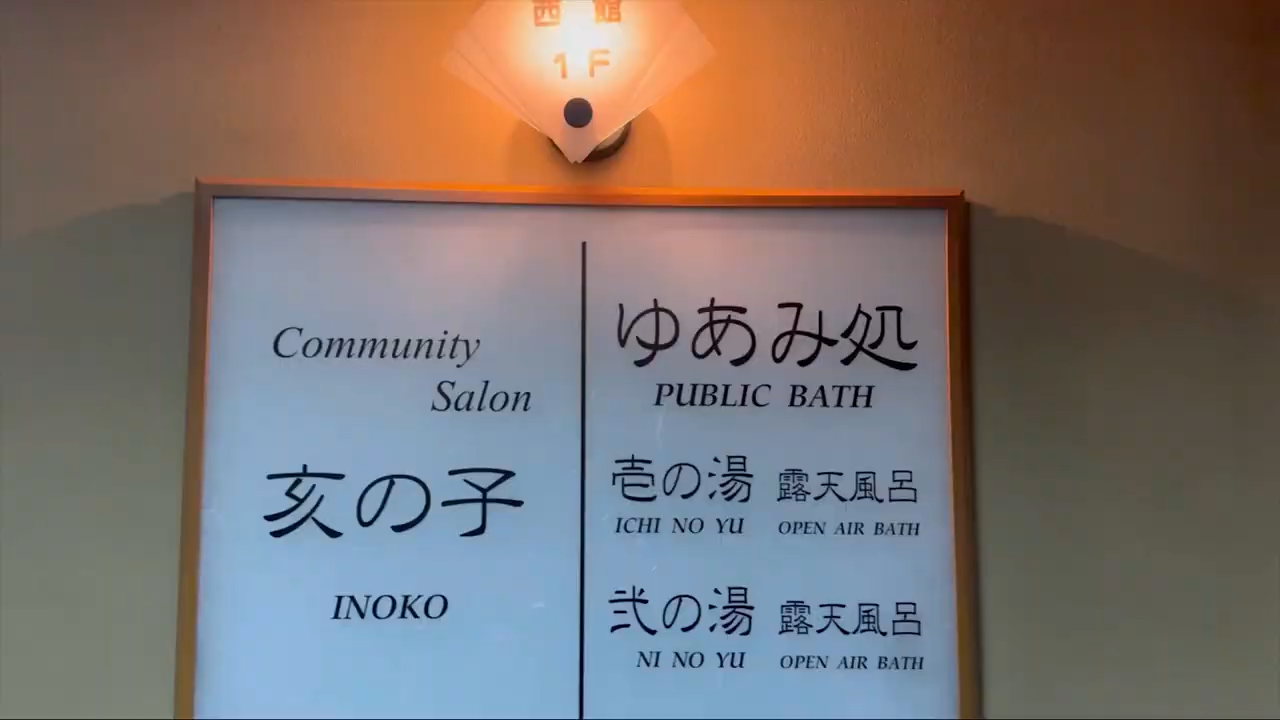 西館
1F
Community
Salon
亥の子
INOKO
ゆあみ処
PUBLIC BATH
壱の湯 露天風呂
ICHI NO YU OPEN AIR BATH
弐の湯 露天風呂
NI NO YU OPEN AIR BATH